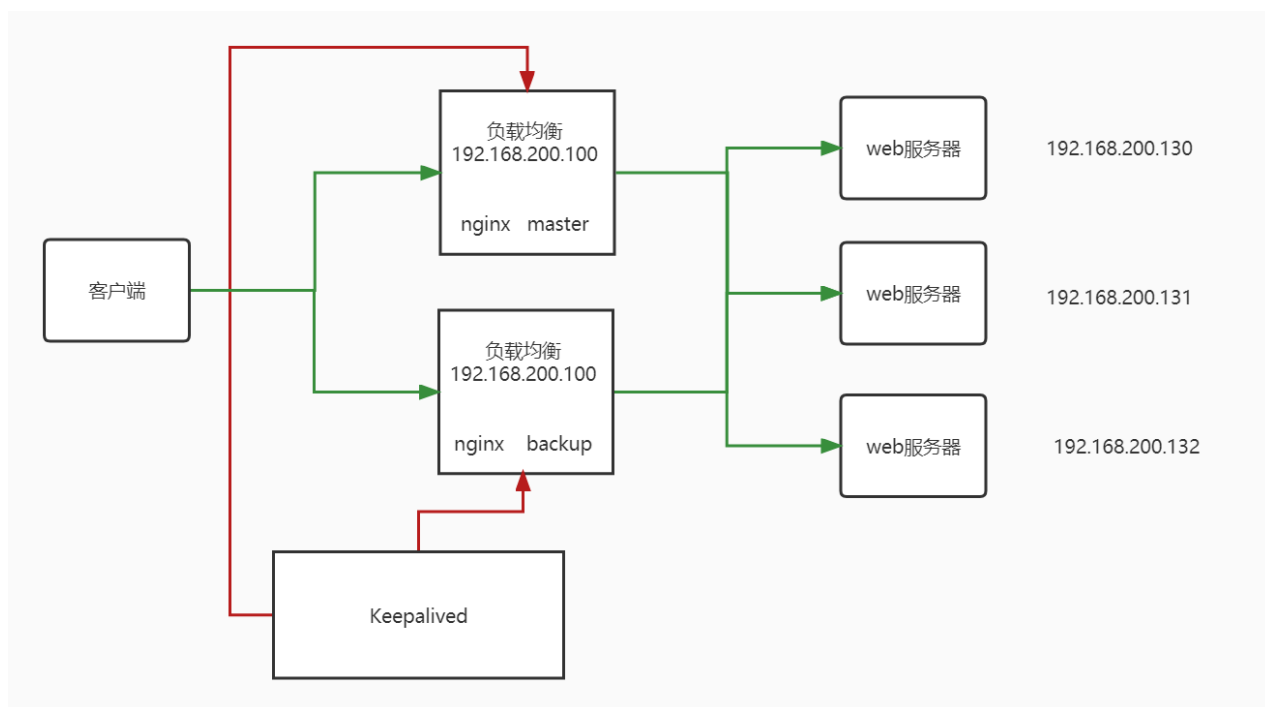 负载均衡
192.168.200.100
nginx master
web服务器
192.168.200.130
客户端
web服务器
192.168.200.131
负载均衡
192.168.200.100
nginx backup
web服务器
192.168.200.132
Keepalived